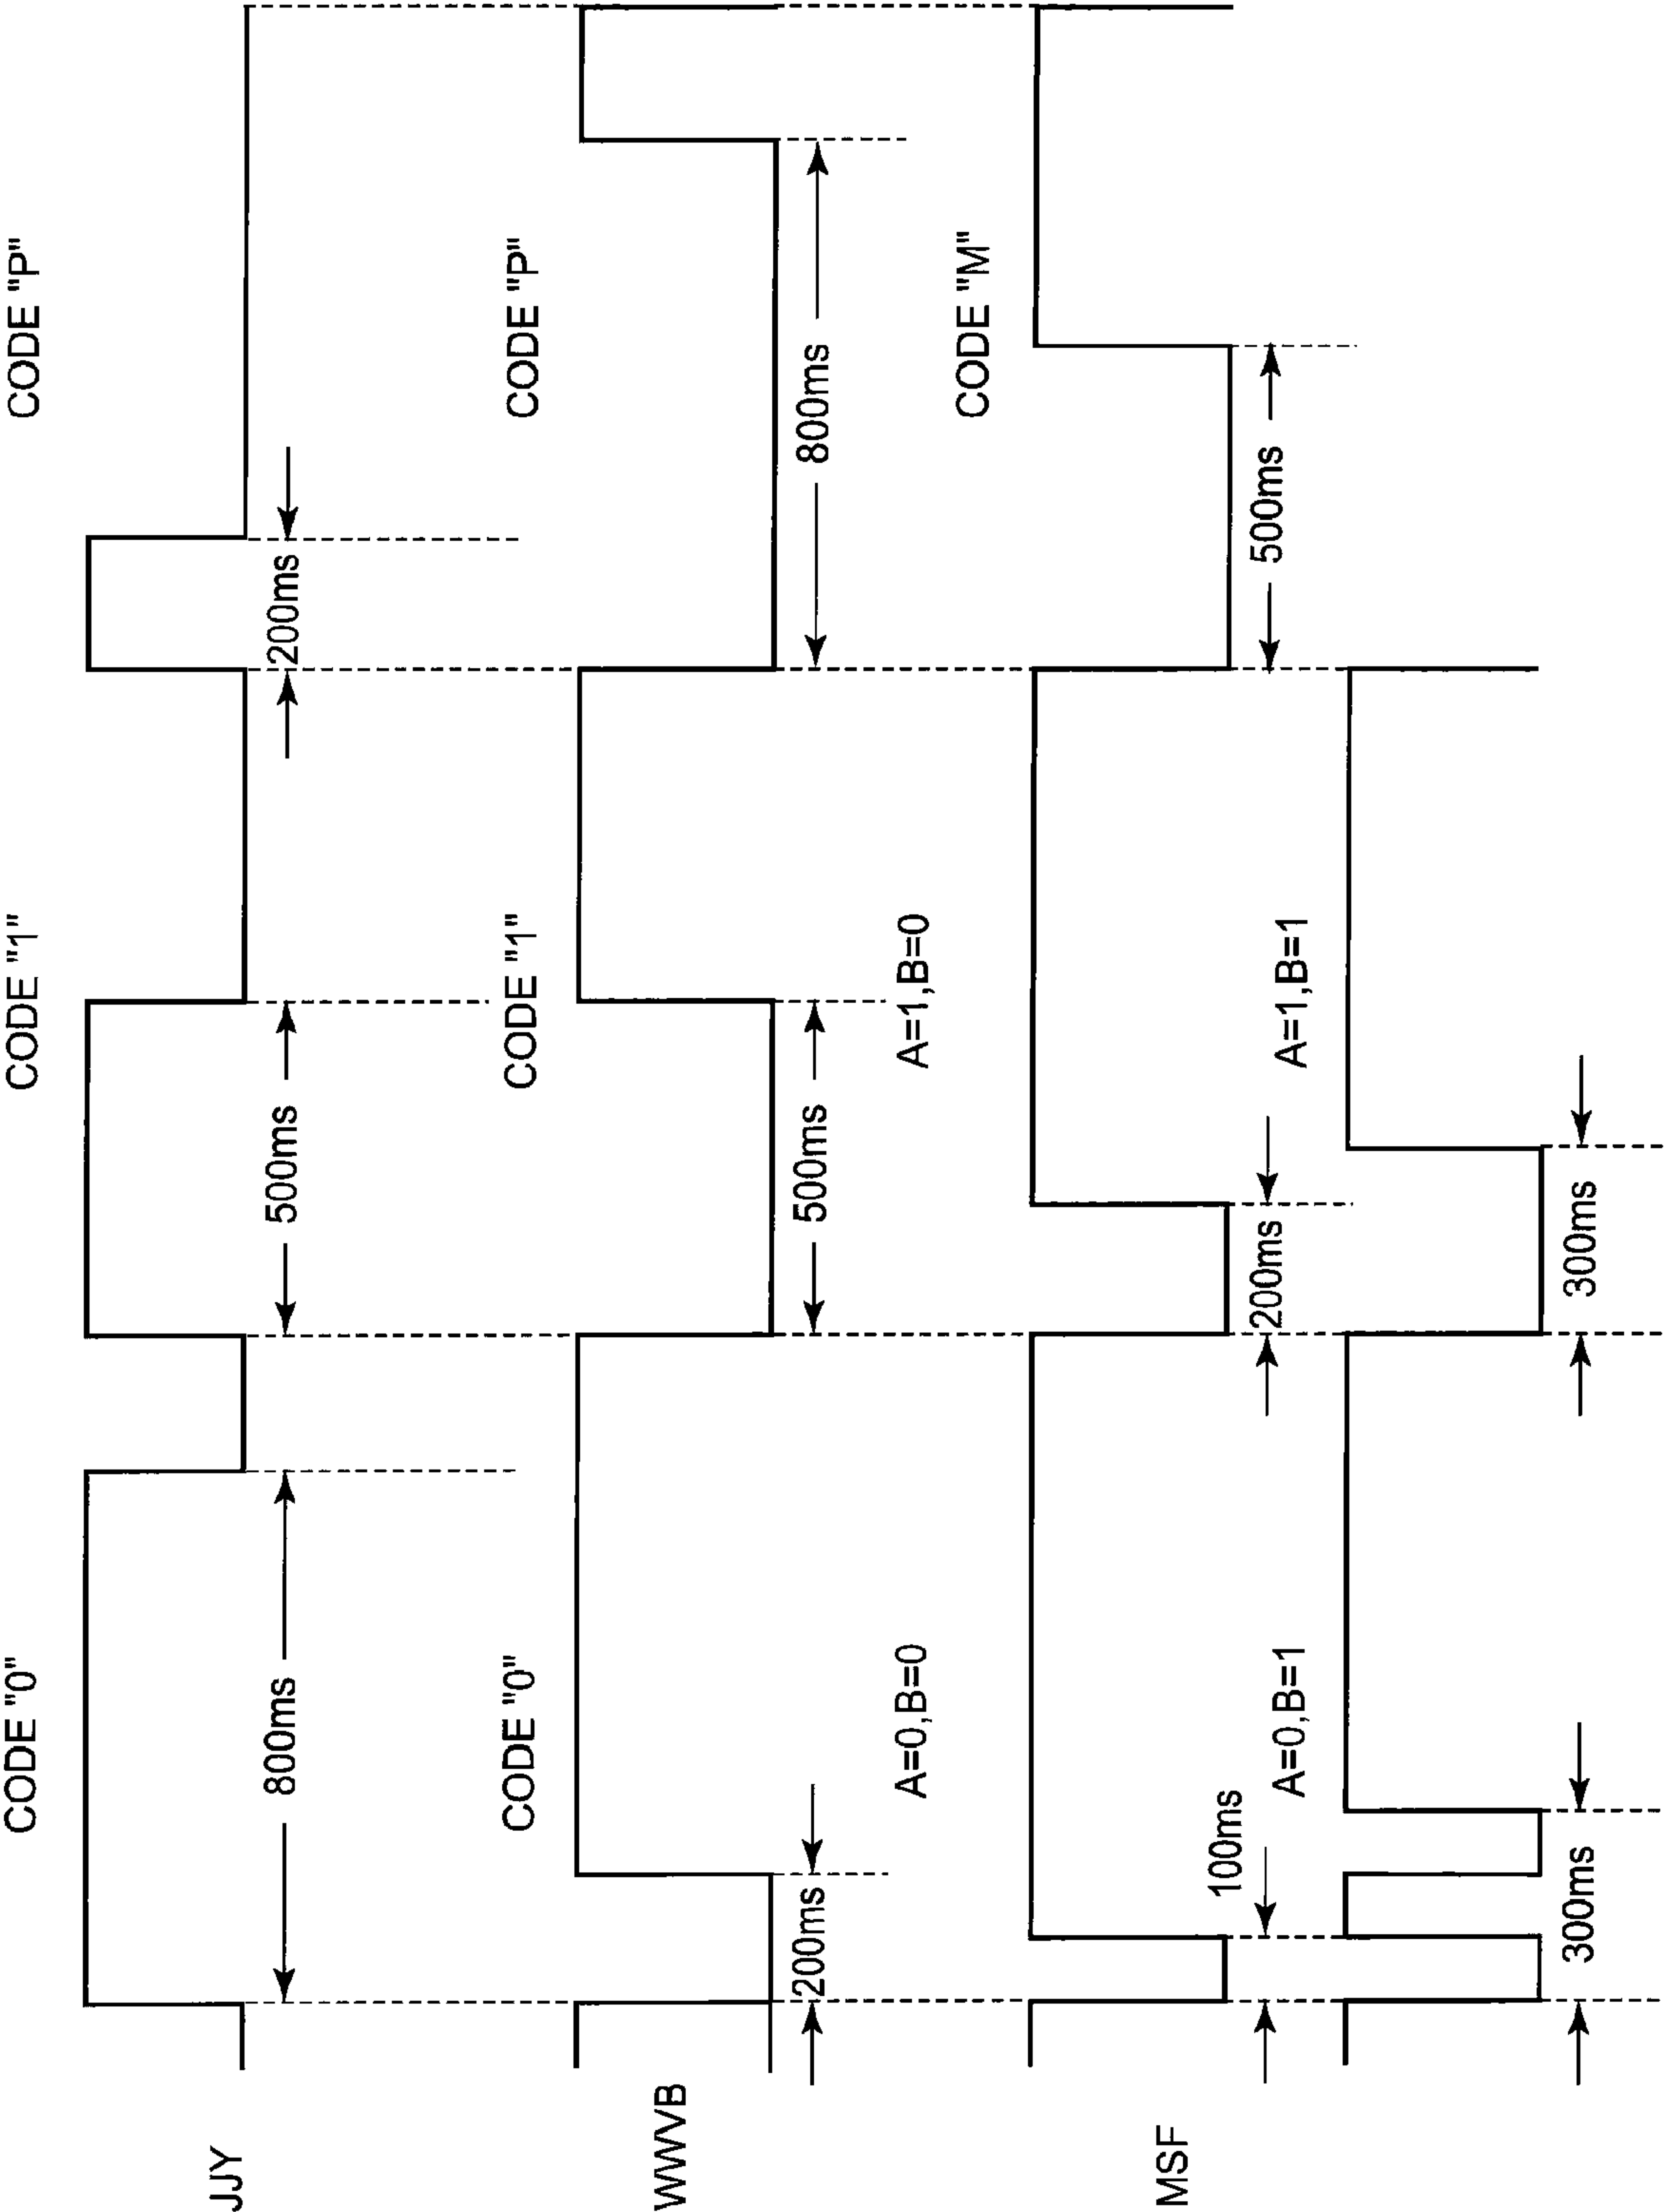 JJY
CODE "0"
CODE "1"
CODE "P"
800ms
500ms
200ms
WWVB
CODE "0"
CODE "1"
CODE "P"
200ms
500ms
800ms
MSF
A=0,B=0
A=1,B=0
CODE "M"
100ms
200ms
500ms
A=0,B=1
A=1,B=1
300ms
300ms